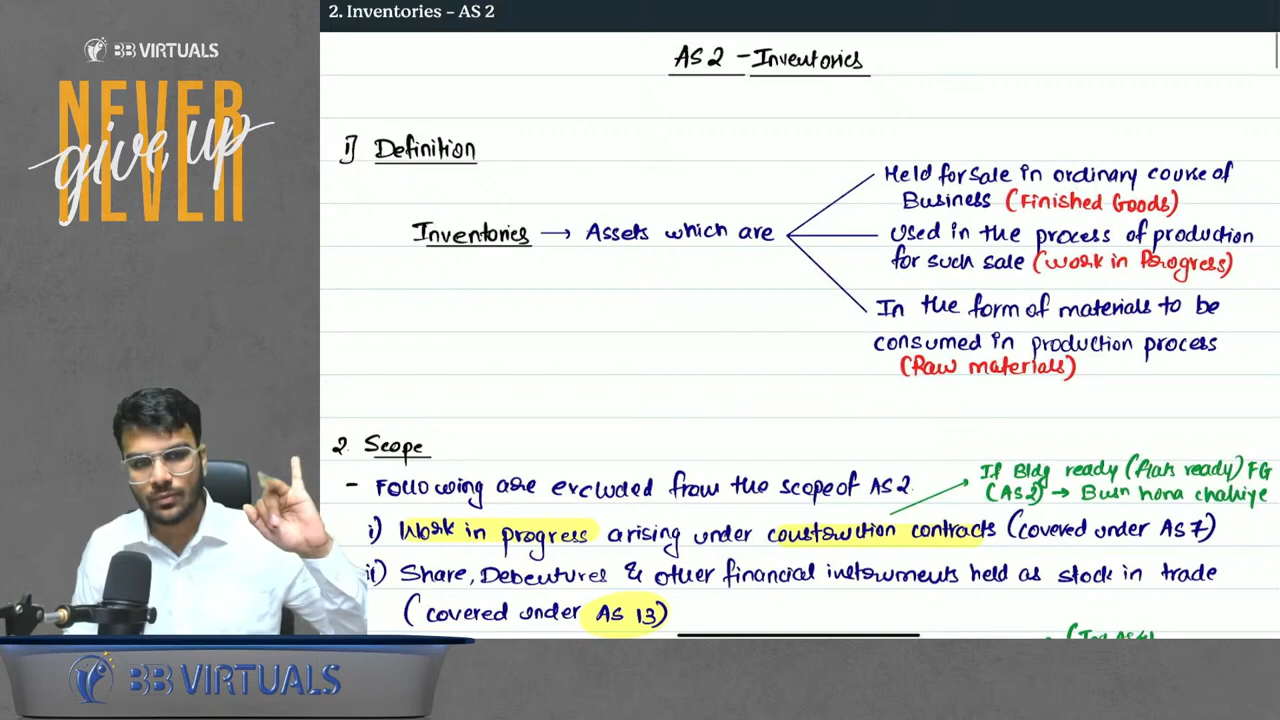 2. Inventories – AS 2
BB VIRTUALS
NEVER
give up
NEVER
AS 2 - Inventories
1] Definition
Inventories → Assets which are
Held for sale in ordinary course of
Business (Finished Goods)
used in the process of production
for such sale (Work in Progress)
In the form of materials to be
consumed in production process
(Raw materials)
2. Scope
- Following are excluded from the scope of AS 2.
If Bldg ready (flats ready) FG
(AS2) → Busn hona chahiye
i) Work in progress arising under construction contracts (covered under AS 7)
ii) Share, Debentures & other financial instruments held as stock in trade
(covered under AS 13)
BB VIRTUALS